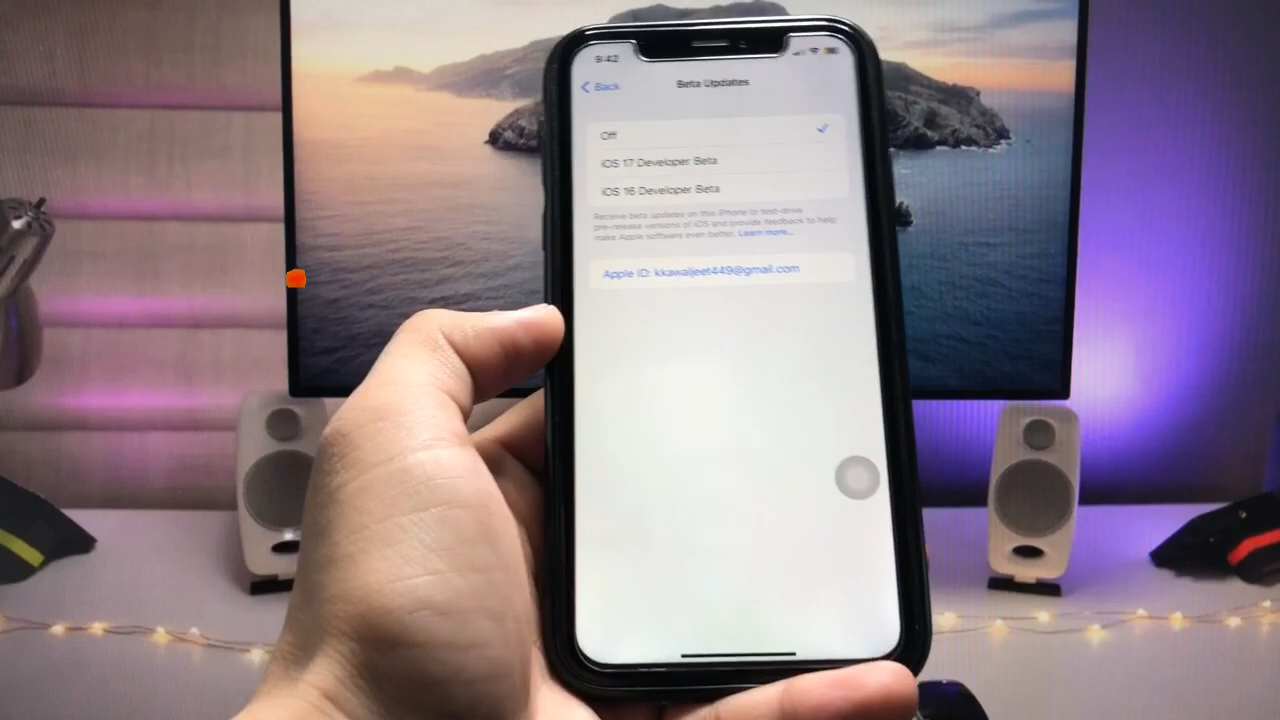 9:42
Back
Beta Updates
Off
iOS 17 Developer Beta
iOS 16 Developer Beta
Receive beta updates on this iPhone to test-drive
pre-release versions of iOS and provide feedback to help
make Apple software even better. Learn more...
Apple ID: kkawaljeet449@gmail.com